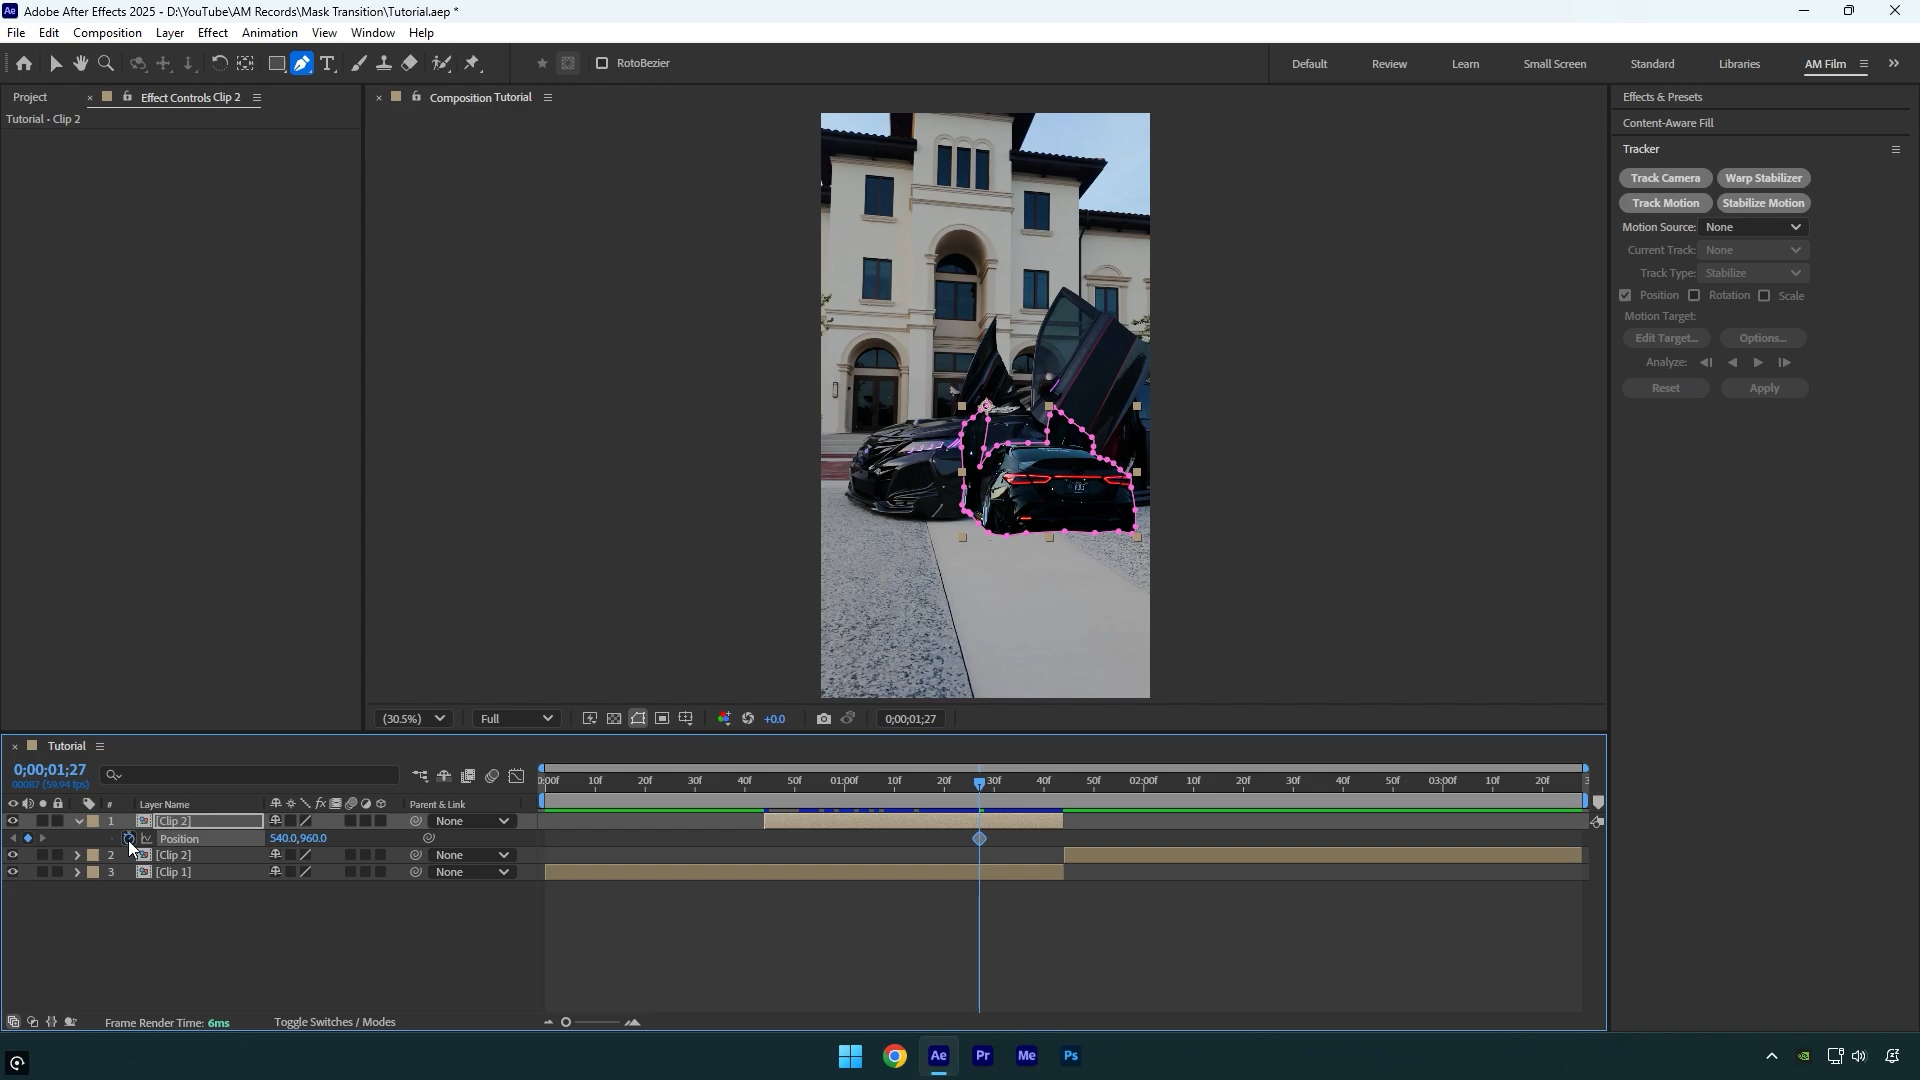 Ae Adobe After Effects 2025 - D:\YouTube\AM Records\Mask Transition\Tutorial.aep *
File Edit Composition Layer Effect Animation View Window Help
RotoBezier
Default Review Learn Small Screen Standard Libraries AM Film
Project × Effect Controls Clip 2
× Composition Tutorial
Effects & Presets
Tutorial • Clip 2
Content-Aware Fill
Tracker
Track Camera Warp Stabilizer
Track Motion Stabilize Motion
Motion Source: None
Current Track: None
Track Type: Stabilize
Position Rotation Scale
Motion Target:
Edit Target... Options...
Analyze:
Reset Apply
(30.5%) Full +0.0 0;00;01;27
× Tutorial
0;00;01;27
00087 (59.94 fps)
0:00f 10f 20f 30f 40f 50f 01:00f 10f 20f 30f 40f 50f 02:00f 10f 20f 30f 40f 50f 03:00f 10f 20f
# Layer Name fx Parent & Link
1 [Clip 2] None
Position 540.0,960.0
2 [Clip 2] None
3 [Clip 1] None
Frame Render Time: 6ms Toggle Switches / Modes
Ae Pr Me Ps